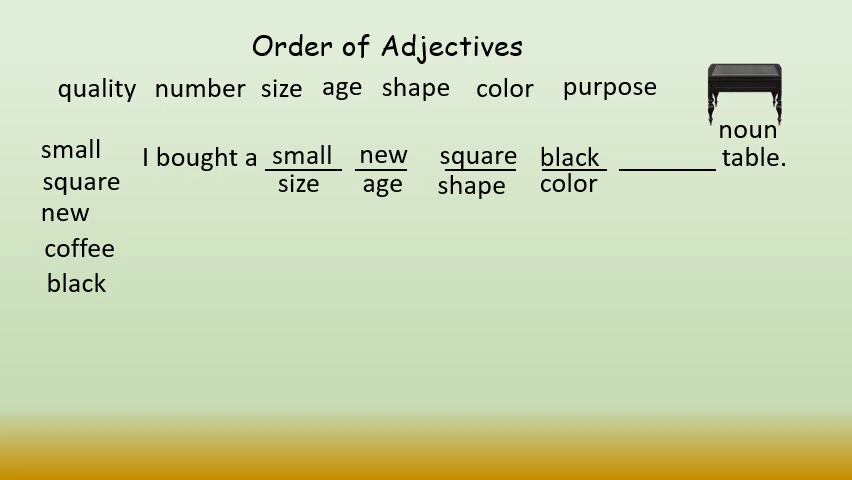 Order of Adjectives
quality number size age shape color purpose
noun
small
I bought a small new square black ________ table.
size age shape color
square
new
coffee
black